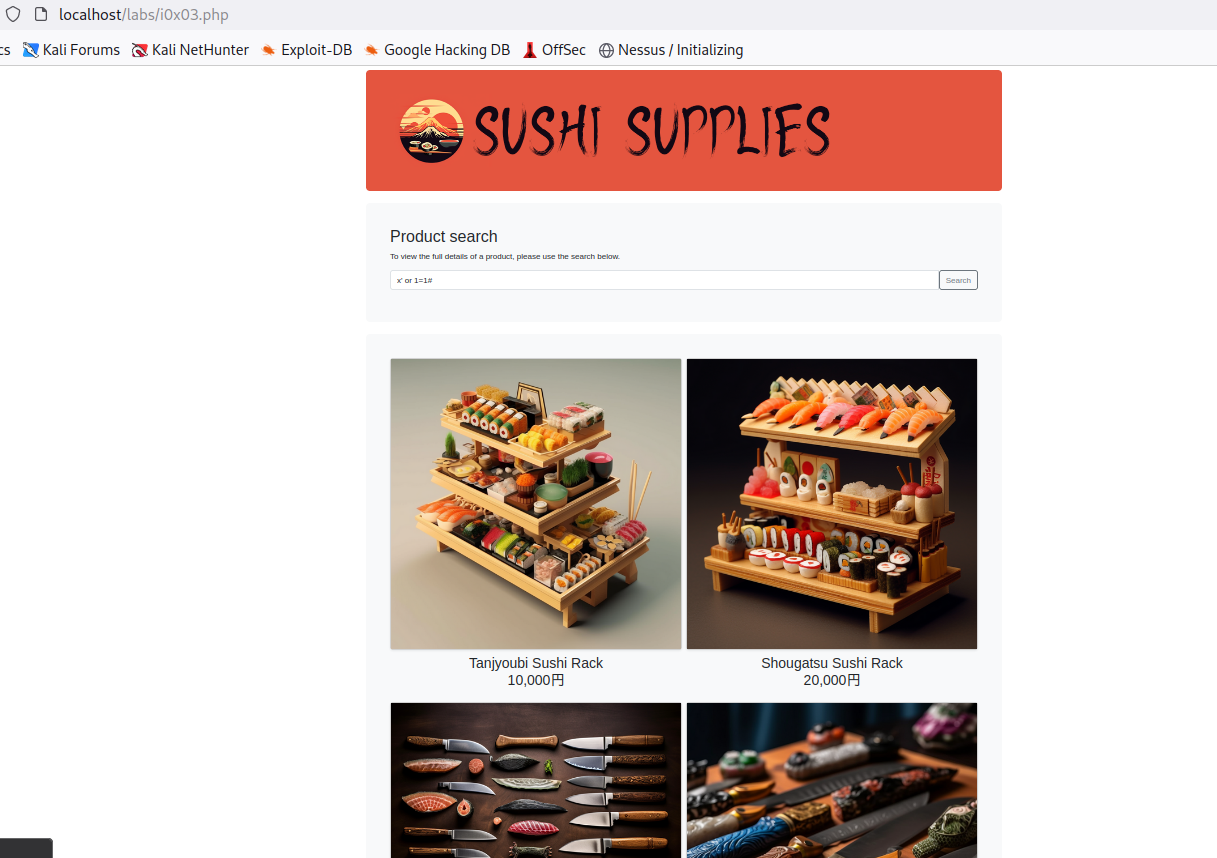 localhost/labs/i0x03.php
cs Kali Forums Kali NetHunter Exploit-DB Google Hacking DB OffSec Nessus / Initializing
SUSHI SUPPLIES
Product search
To view the full details of a product, please use the search below.
x' or 1=1#
Search
Tanjyoubi Sushi Rack
10,000円
Shougatsu Sushi Rack
20,000円